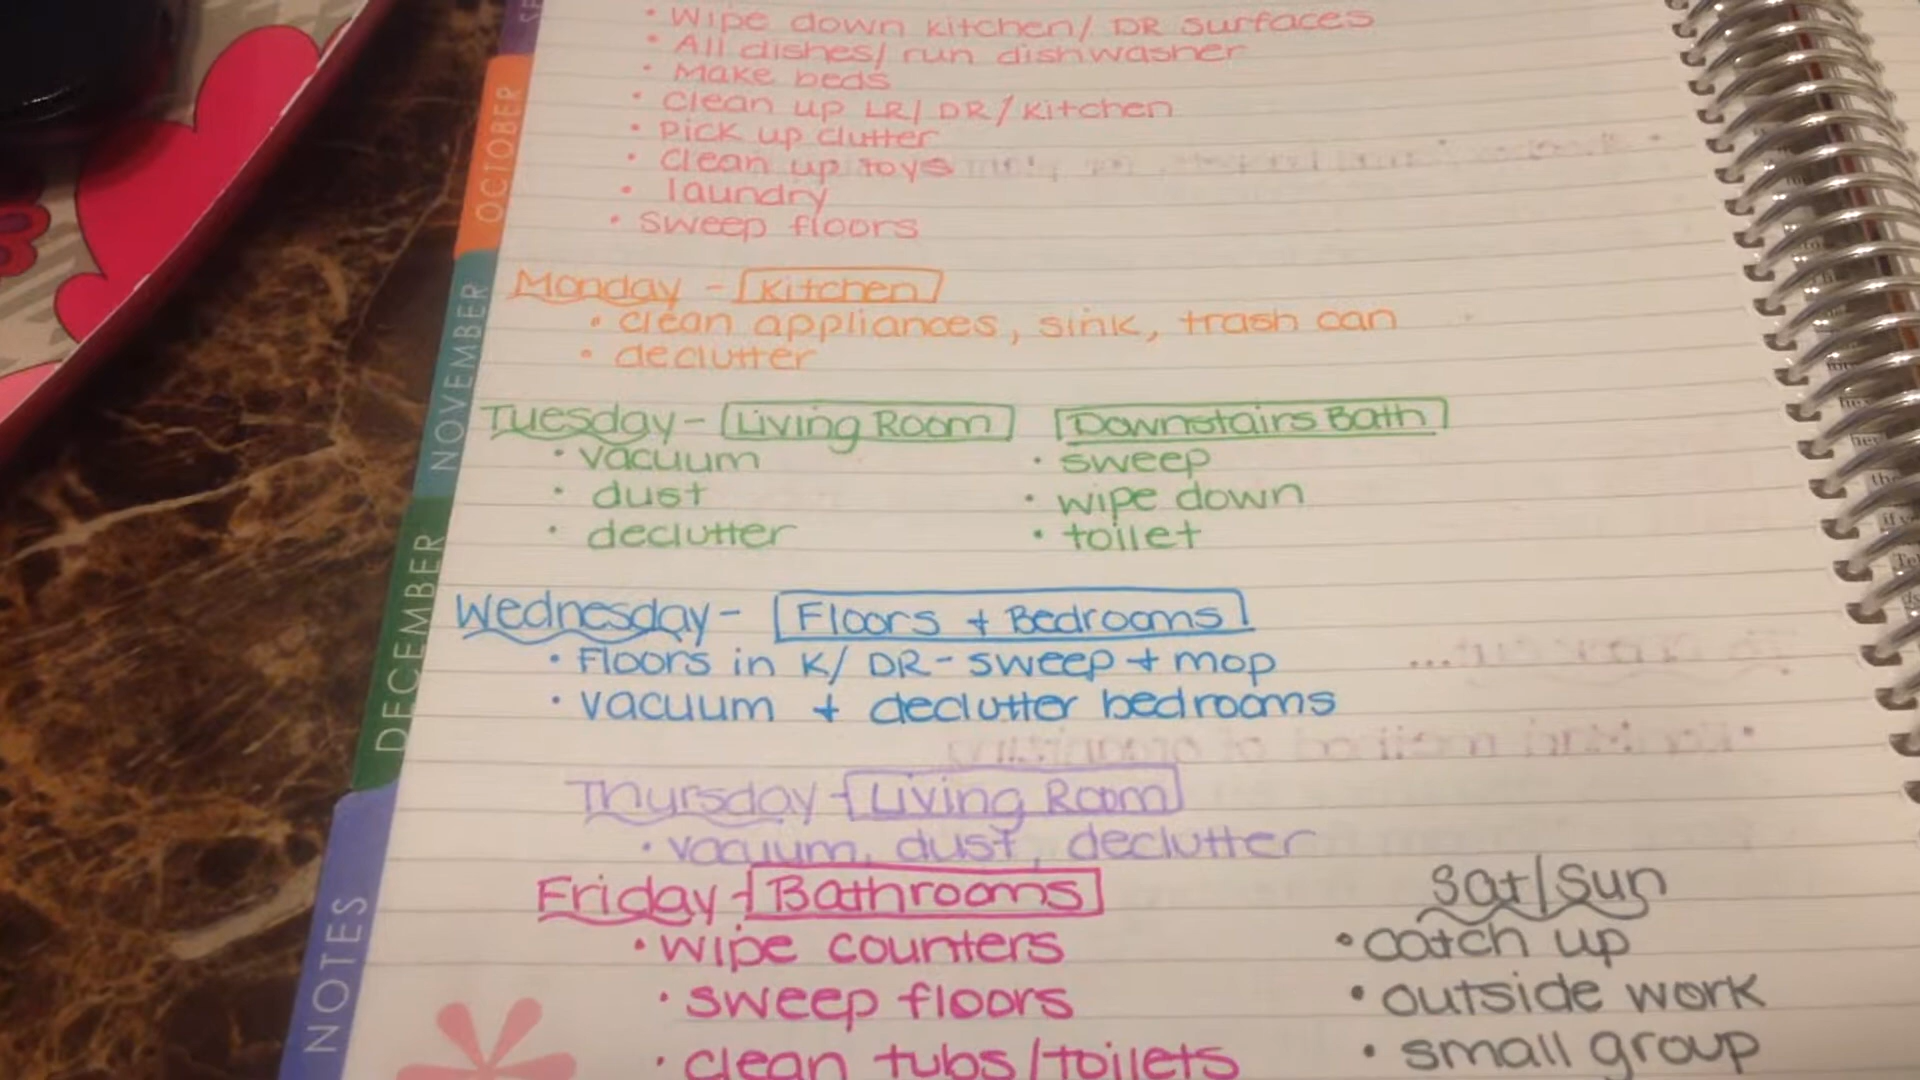 • Wipe down kitchen/ DR surfaces
• All dishes/ run dishwasher
• Make beds
• Clean up LR/ DR/ Kitchen
• Pick up clutter
• Clean up toys
• laundry
• Sweep floors
Monday - Kitchen
• clean appliances, sink, trash can
• declutter
Tuesday - Living Room Downstairs Bath
• vacuum • sweep
• dust • wipe down
• declutter • toilet
Wednesday - Floors + Bedrooms
• Floors in K/ DR - sweep + mop
• vacuum + declutter bedrooms
Thursday - Living Room
• vacuum, dust, declutter
Friday - Bathrooms
• wipe counters
• sweep floors
• clean tubs/toilets
Sat/Sun
• catch up
• outside work
• small group
SE
OCTOBER
NOVEMBER
DECEMBER
NOTES